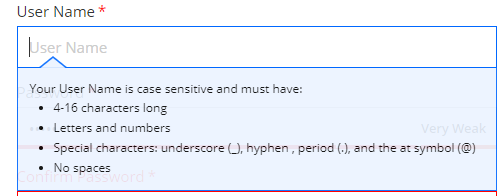 User Name *
User Name
Your User Name is case sensitive and must have:
• 4-16 characters long
• Letters and numbers
Very Weak
• Special characters: underscore (_), hyphen , period (.), and the at symbol (@)
• No spaces
Confirm Password *